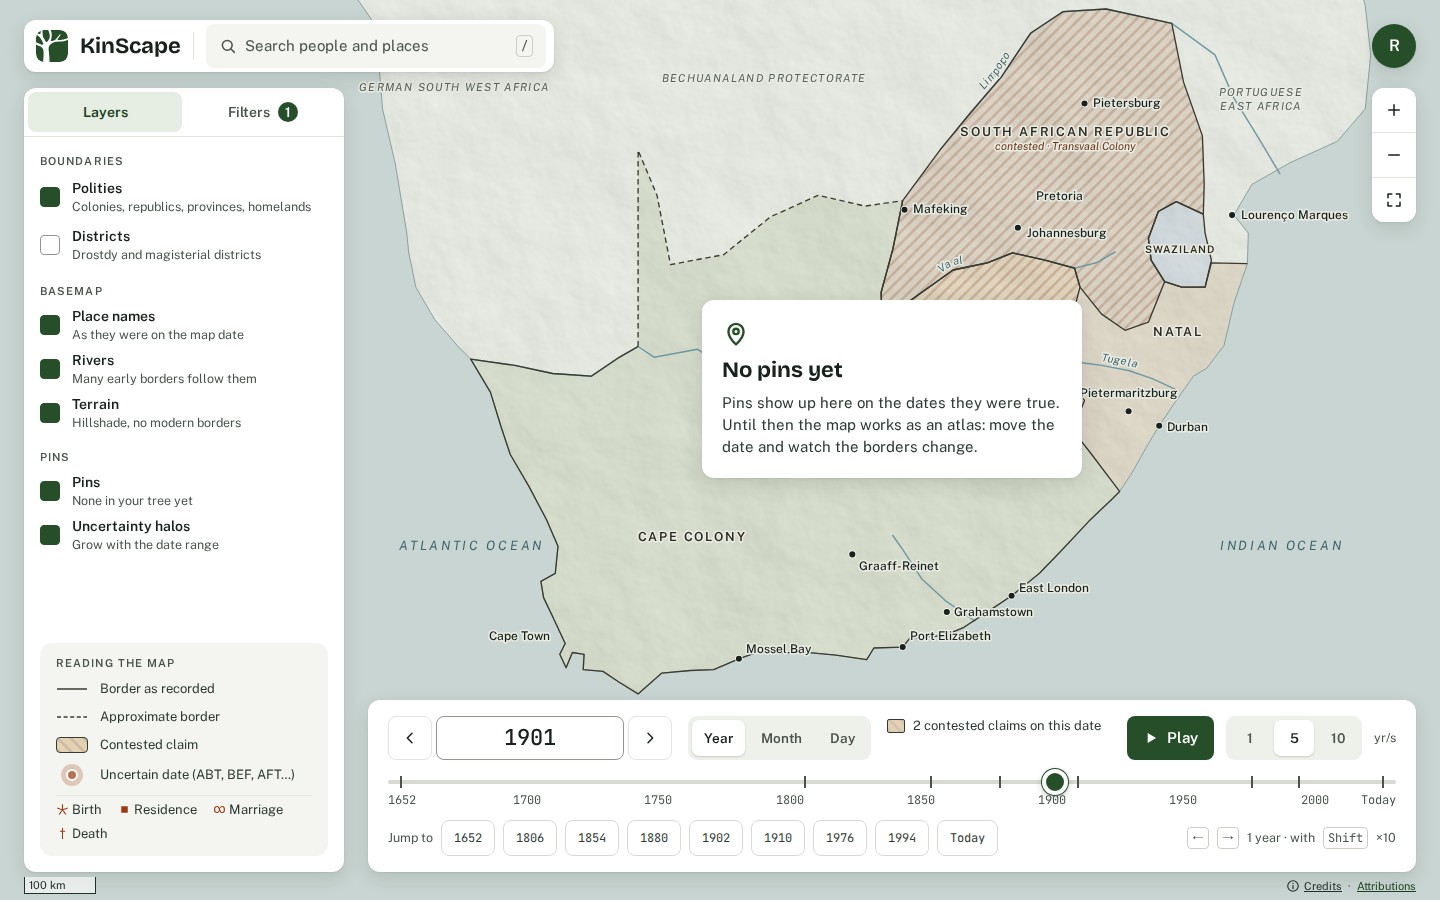 KinScape
Search people and places
/
R
Layers
Filters 1
BOUNDARIES
Polities
Colonies, republics, provinces, homelands
Districts
Drostdy and magisterial districts
BASEMAP
Place names
As they were on the map date
Rivers
Many early borders follow them
Terrain
Hillshade, no modern borders
PINS
Pins
None in your tree yet
Uncertainty halos
Grow with the date range
READING THE MAP
Border as recorded
Approximate border
Contested claim
Uncertain date (ABT, BEF, AFT…)
Birth
Residence
Marriage
Death
100 km
GERMAN SOUTH WEST AFRICA
BECHUANALAND PROTECTORATE
Limpopo
PORTUGUESE
EAST AFRICA
Pietersburg
SOUTH AFRICAN REPUBLIC
contested · Transvaal Colony
Pretoria
Mafeking
Johannesburg
Lourenço Marques
SWAZILAND
Vaal
NATAL
Tugela
Pietermaritzburg
Durban
No pins yet
Pins show up here on the dates they were true.
Until then the map works as an atlas: move the
date and watch the borders change.
ATLANTIC OCEAN
CAPE COLONY
INDIAN OCEAN
Graaff-Reinet
East London
Grahamstown
Cape Town
Port Elizabeth
Mossel Bay
1901
Year
Month
Day
2 contested claims on this date
Play
1
5
10
yr/s
1652
1700
1750
1800
1850
1900
1950
2000
Today
Jump to
1652
1806
1854
1880
1902
1910
1976
1994
Today
← → 1 year · with Shift ×10
Credits · Attributions